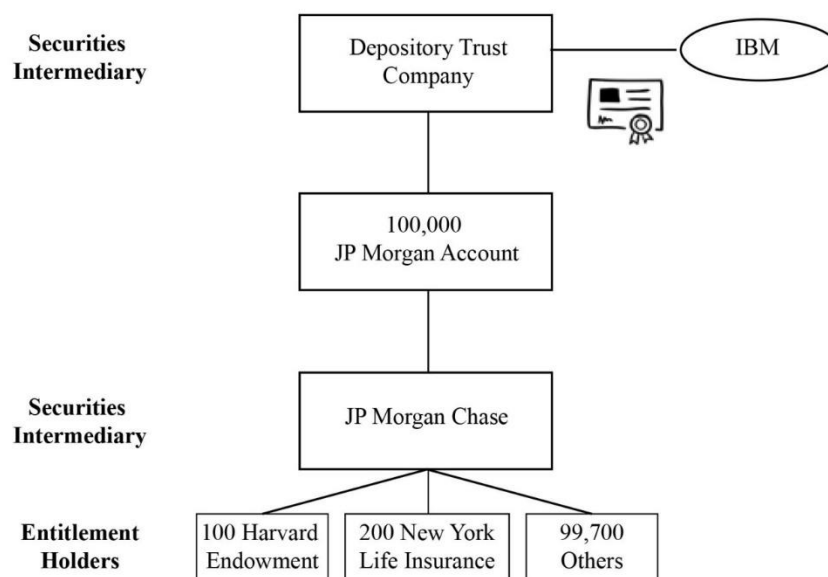 Securities
Intermediary
Depository Trust
Company
IBM
100,000
JP Morgan Account
Securities
Intermediary
JP Morgan Chase
Entitlement
Holders
100 Harvard
Endowment
200 New York
Life Insurance
99,700
Others